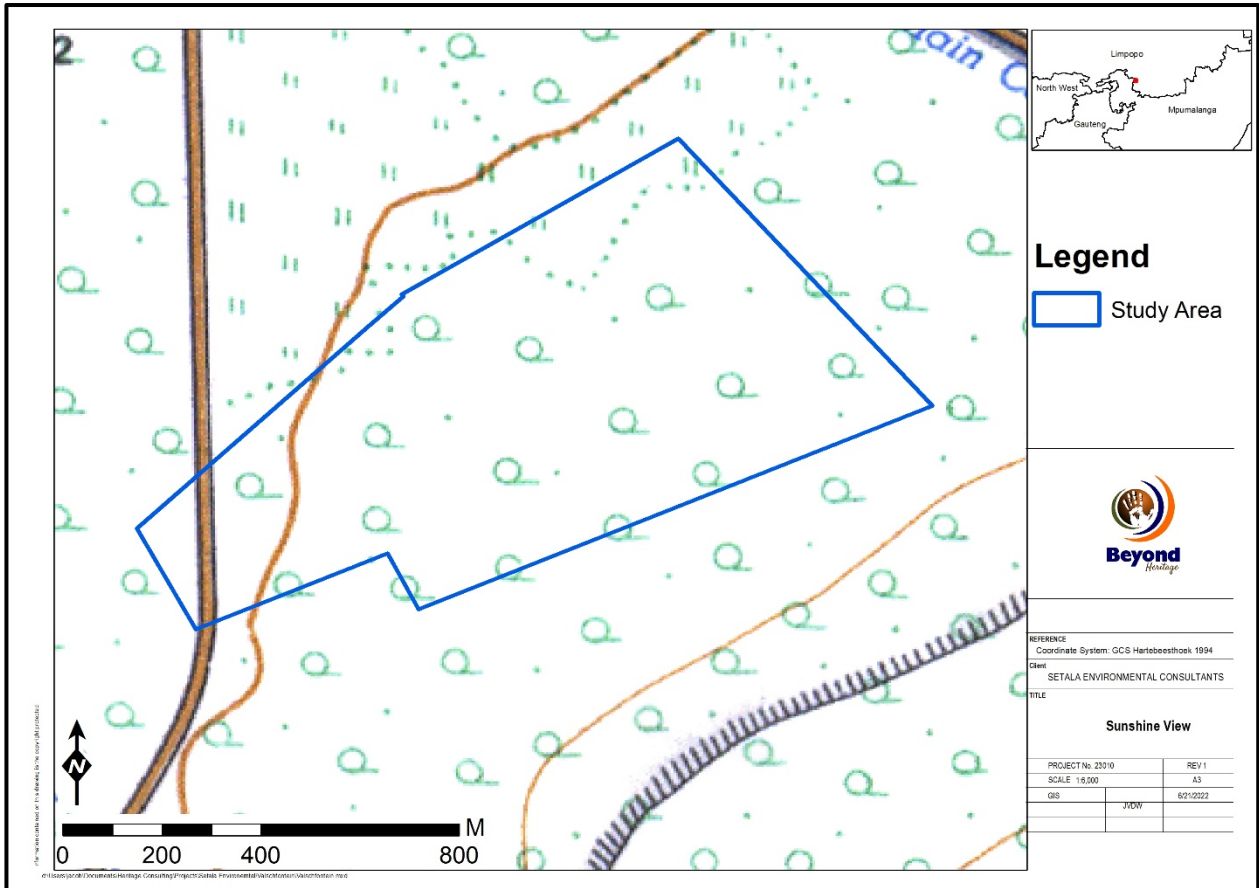 2
tain C
Limpopo
North West
Mpumalanga
Gauteng
Legend
Study Area
Beyond
Heritage
REFERENCE
Coordinate System: GCS Hartebeesthoek 1994
Client
SETALA ENVIRONMENTAL CONSULTANTS
TITLE
Sunshine View
PROJECT No. 23010 REV 1
SCALE 1:6,000 A3
GIS JVDW 6/21/2022
N
M
0 200 400 800